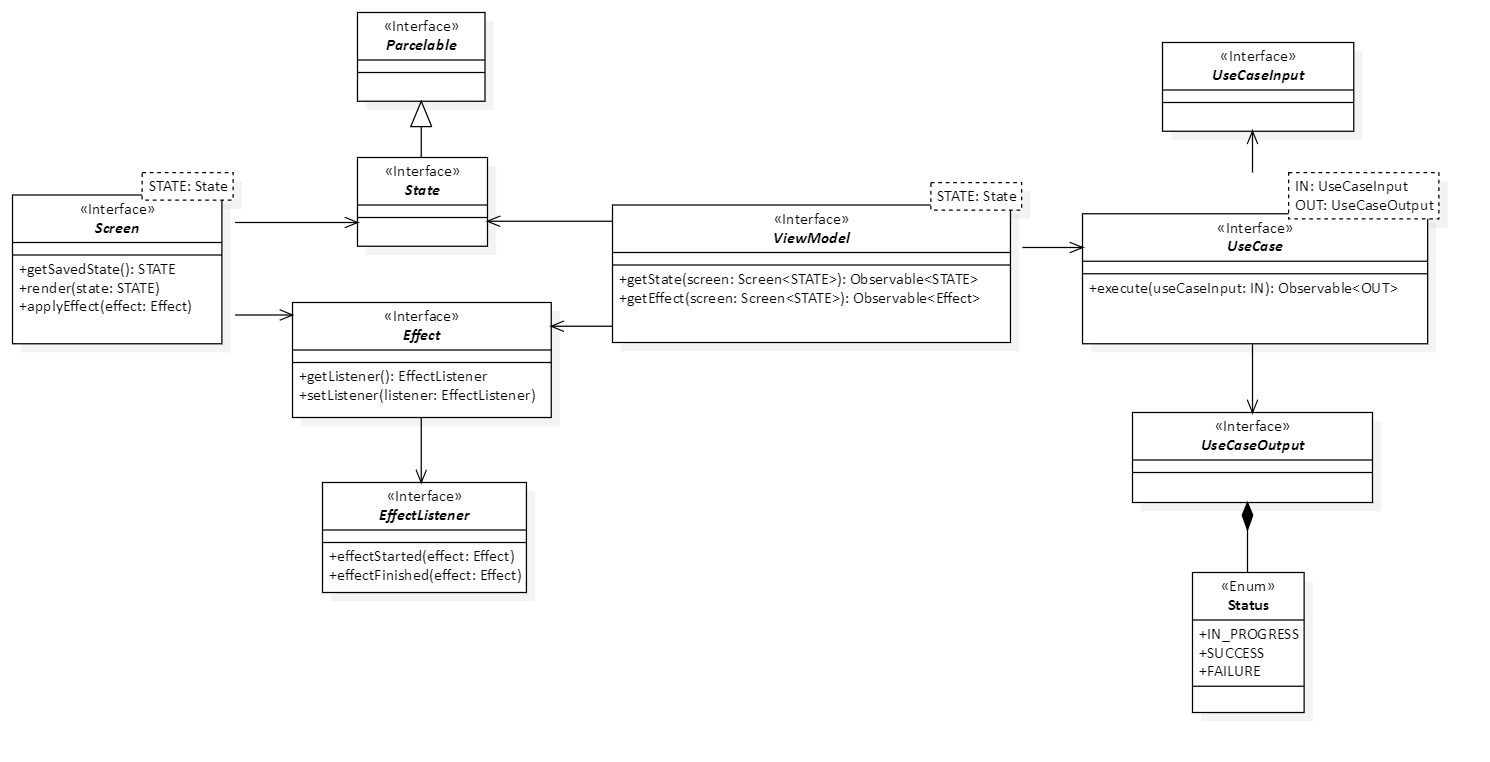 «Interface»
Parcelable
«Interface»
UseCaseInput
«Interface»
State
STATE: State
«Interface»
Screen
+getSavedState(): STATE
+render(state: STATE)
+applyEffect(effect: Effect)
STATE: State
«Interface»
ViewModel
+getState(screen: Screen<STATE>): Observable<STATE>
+getEffect(screen: Screen<STATE>): Observable<Effect>
IN: UseCaseInput
OUT: UseCaseOutput
«Interface»
UseCase
+execute(useCaseInput: IN): Observable<OUT>
«Interface»
Effect
+getListener(): EffectListener
+setListener(listener: EffectListener)
«Interface»
UseCaseOutput
«Interface»
EffectListener
+effectStarted(effect: Effect)
+effectFinished(effect: Effect)
«Enum»
Status
+IN_PROGRESS
+SUCCESS
+FAILURE